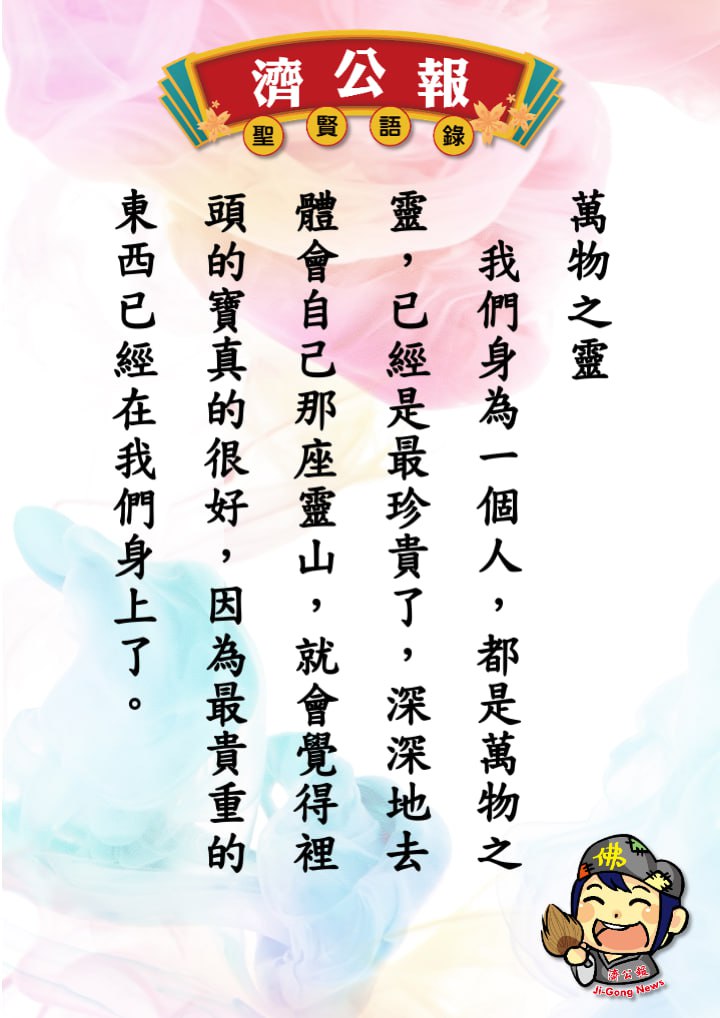 濟公報
聖賢語錄
萬物之靈
我們身為一個人，都是萬物之
靈，已經是最珍貴了，深深地去
體會自己那座靈山，就會覺得裡
頭的寶真的很好，因為最貴重的
東西已經在我們身上了。
佛
濟公報
Ji-Gong News